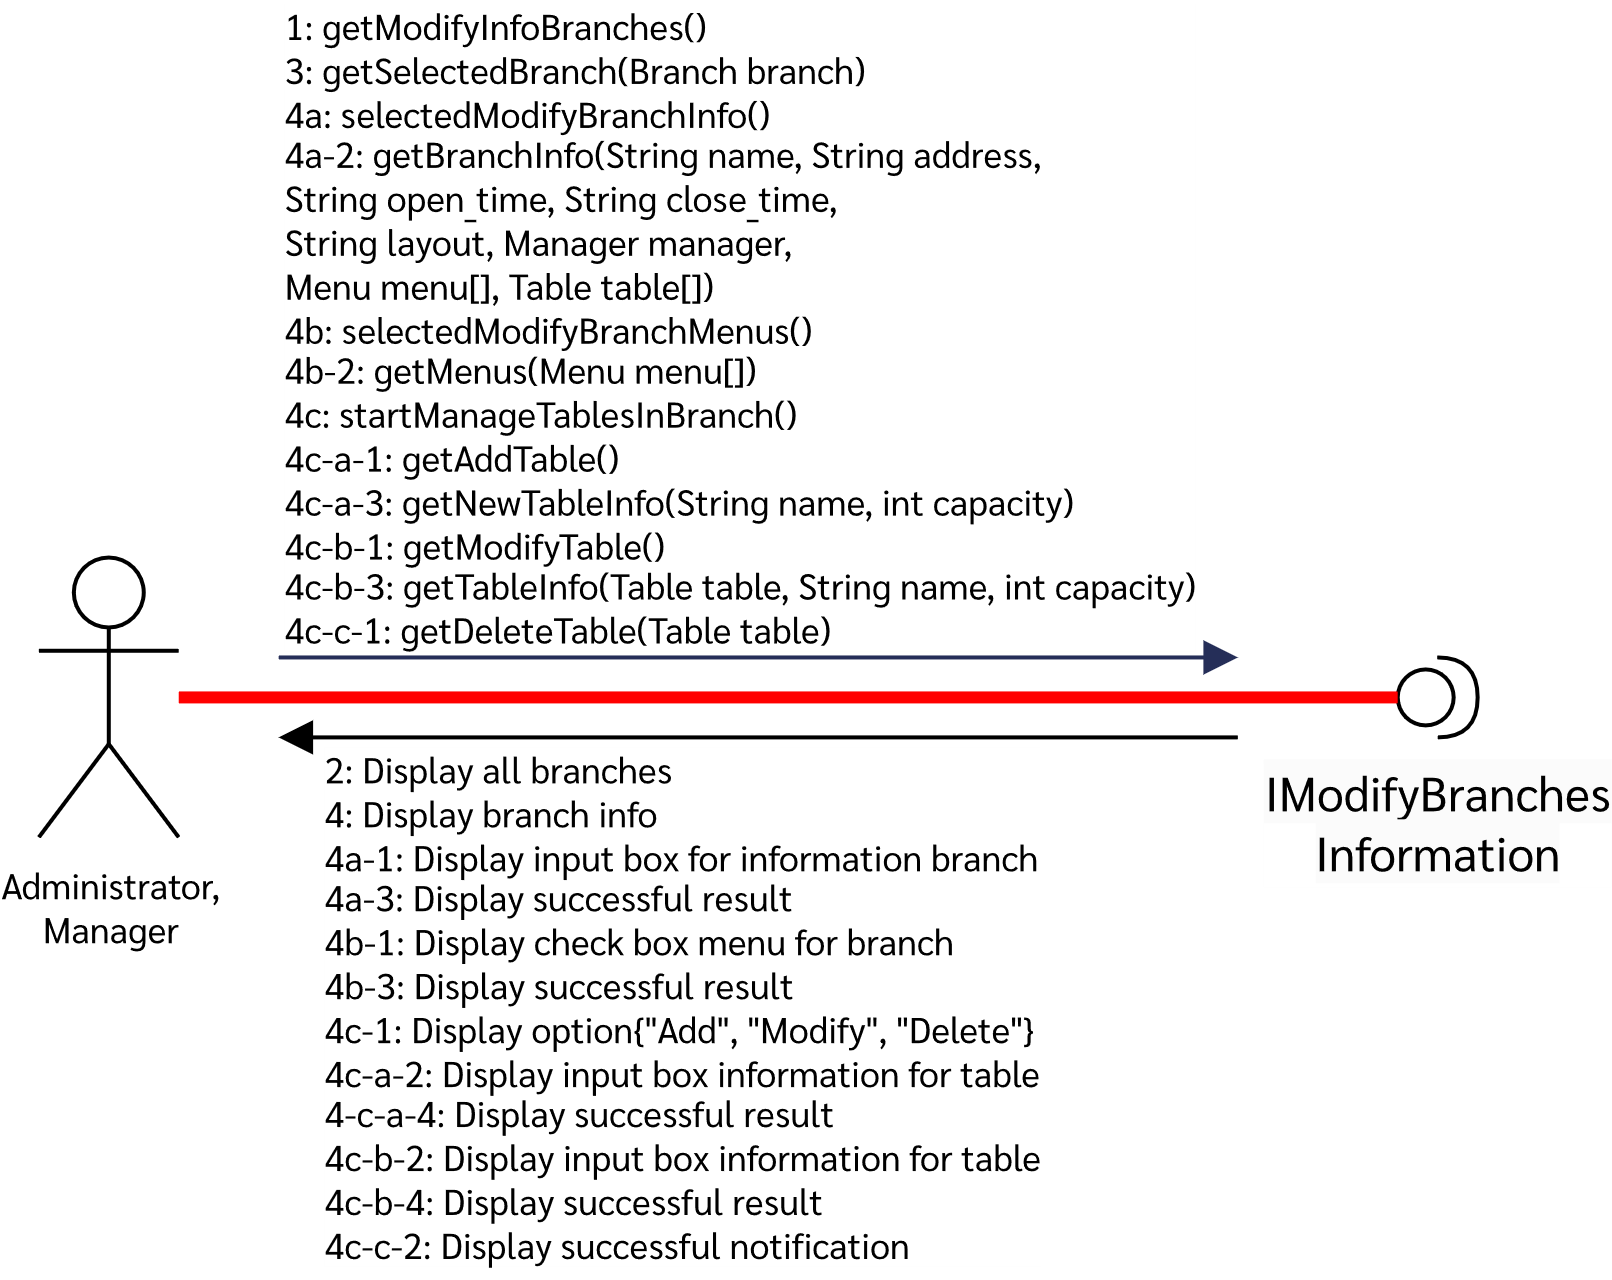 1: getModifyInfoBranches()
3: getSelectedBranch(Branch branch)
4a: selectedModifyBranchInfo()
4a-2: getBranchInfo(String name, String address,
String open_time, String close_time,
String layout, Manager manager,
Menu menu[], Table table[])
4b: selectedModifyBranchMenus()
4b-2: getMenus(Menu menu[])
4c: startManageTablesInBranch()
4c-a-1: getAddTable()
4c-a-3: getNewTableInfo(String name, int capacity)
4c-b-1: getModifyTable()
4c-b-3: getTableInfo(Table table, String name, int capacity)
4c-c-1: getDeleteTable(Table table)
2: Display all branches
4: Display branch info
4a-1: Display input box for information branch
4a-3: Display successful result
4b-1: Display check box menu for branch
4b-3: Display successful result
4c-1: Display option{"Add", "Modify", "Delete"}
4c-a-2: Display input box information for table
4-c-a-4: Display successful result
4c-b-2: Display input box information for table
4c-b-4: Display successful result
4c-c-2: Display successful notification
Administrator,
Manager
IModifyBranches
Information